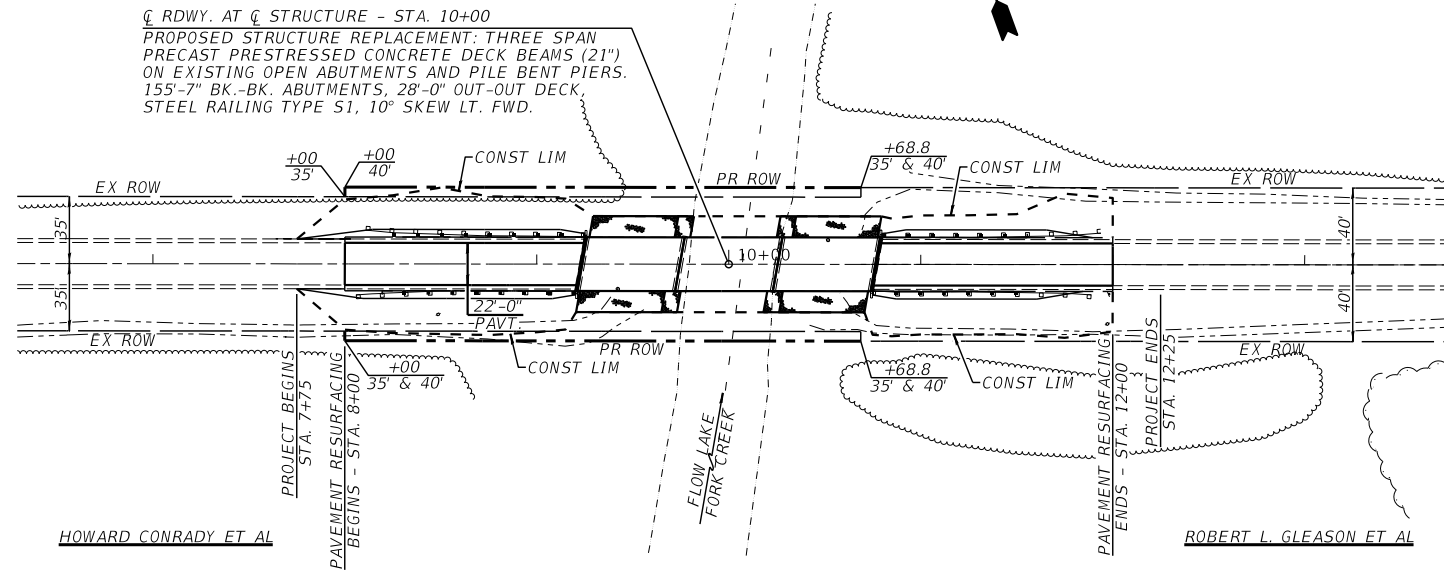 ℄ RDWY. AT ℄ STRUCTURE - STA. 10+00
PROPOSED STRUCTURE REPLACEMENT: THREE SPAN
PRECAST PRESTRESSED CONCRETE DECK BEAMS (21")
ON EXISTING OPEN ABUTMENTS AND PILE BENT PIERS.
155'-7" BK.-BK. ABUTMENTS, 28'-0" OUT-OUT DECK,
STEEL RAILING TYPE S1, 10° SKEW LT. FWD.
+00
35'
+00
40'
CONST LIM
+68.8
35' & 40'
CONST LIM
EX ROW
PR ROW
EX ROW
35'
35'
10+00
40'
40'
22'-0"
PAVT
EX ROW
PR ROW
EX ROW
+00
35' & 40'
CONST LIM
+68.8
35' & 40'
CONST LIM
PROJECT BEGINS
STA. 7+75
PAVEMENT RESURFACING
BEGINS - STA. 8+00
FLOW LAKE
FORK CREEK
PAVEMENT RESURFACING
ENDS - STA. 12+00
PROJECT ENDS
STA. 12+25
HOWARD CONRADY ET AL
ROBERT L. GLEASON ET AL